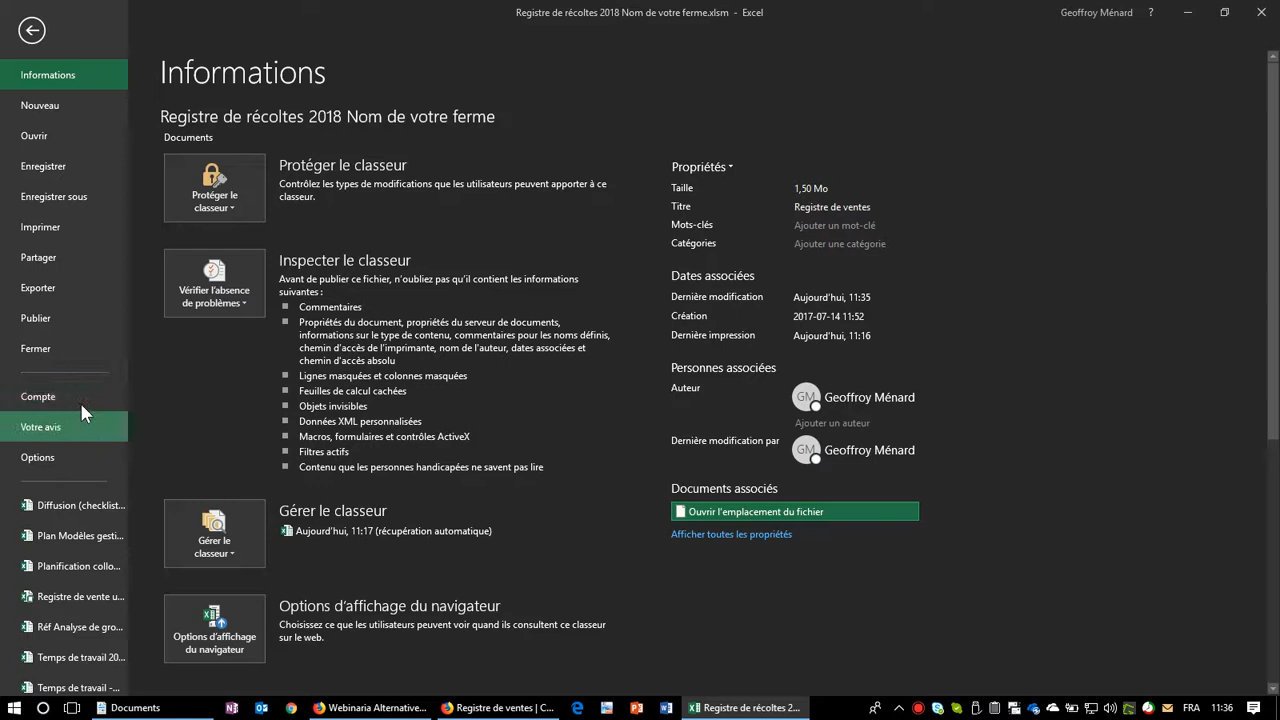 Registre de récoltes 2018 Nom de votre ferme.xlsm - Excel
Geoffroy Ménard ?
Informations
Nouveau
Ouvrir
Enregistrer
Enregistrer sous
Imprimer
Partager
Exporter
Publier
Fermer
Compte
Votre avis
Options
Diffusion (checklist...
Plan Modèles gesti...
Planification collo...
Registre de vente u...
Réf Analyse de gro...
Temps de travail 20...
Temps de travail -...
Informations
Registre de récoltes 2018 Nom de votre ferme
Documents
Protéger le
classeur
Protéger le classeur
Contrôlez les types de modifications que les utilisateurs peuvent apporter à ce
classeur.
Vérifier l'absence
de problèmes
Inspecter le classeur
Avant de publier ce fichier, n'oubliez pas qu'il contient les informations
suivantes :
Commentaires
Propriétés du document, propriétés du serveur de documents,
informations sur le type de contenu, commentaires pour les noms définis,
chemin d'accès de l'imprimante, nom de l'auteur, dates associées et
chemin d'accès absolu
Lignes masquées et colonnes masquées
Feuilles de calcul cachées
Objets invisibles
Données XML personnalisées
Macros, formulaires et contrôles ActiveX
Filtres actifs
Contenu que les personnes handicapées ne savent pas lire
Gérer le
classeur
Gérer le classeur
Aujourd'hui, 11:17 (récupération automatique)
Options d'affichage
du navigateur
Options d'affichage du navigateur
Choisissez ce que les utilisateurs peuvent voir quand ils consultent ce classeur
sur le web.
Propriétés
Taille 1,50 Mo
Titre Registre de ventes
Mots-clés Ajouter un mot-clé
Catégories Ajouter une catégorie
Dates associées
Dernière modification Aujourd'hui, 11:35
Création 2017-07-14 11:52
Dernière impression Aujourd'hui, 11:16
Personnes associées
Auteur GM Geoffroy Ménard
Ajouter un auteur
Dernière modification par GM Geoffroy Ménard
Documents associés
Ouvrir l'emplacement du fichier
Afficher toutes les propriétés
Documents
Webinaria Alternative...
Registre de ventes | C...
Registre de récoltes 2...
FRA 11:36